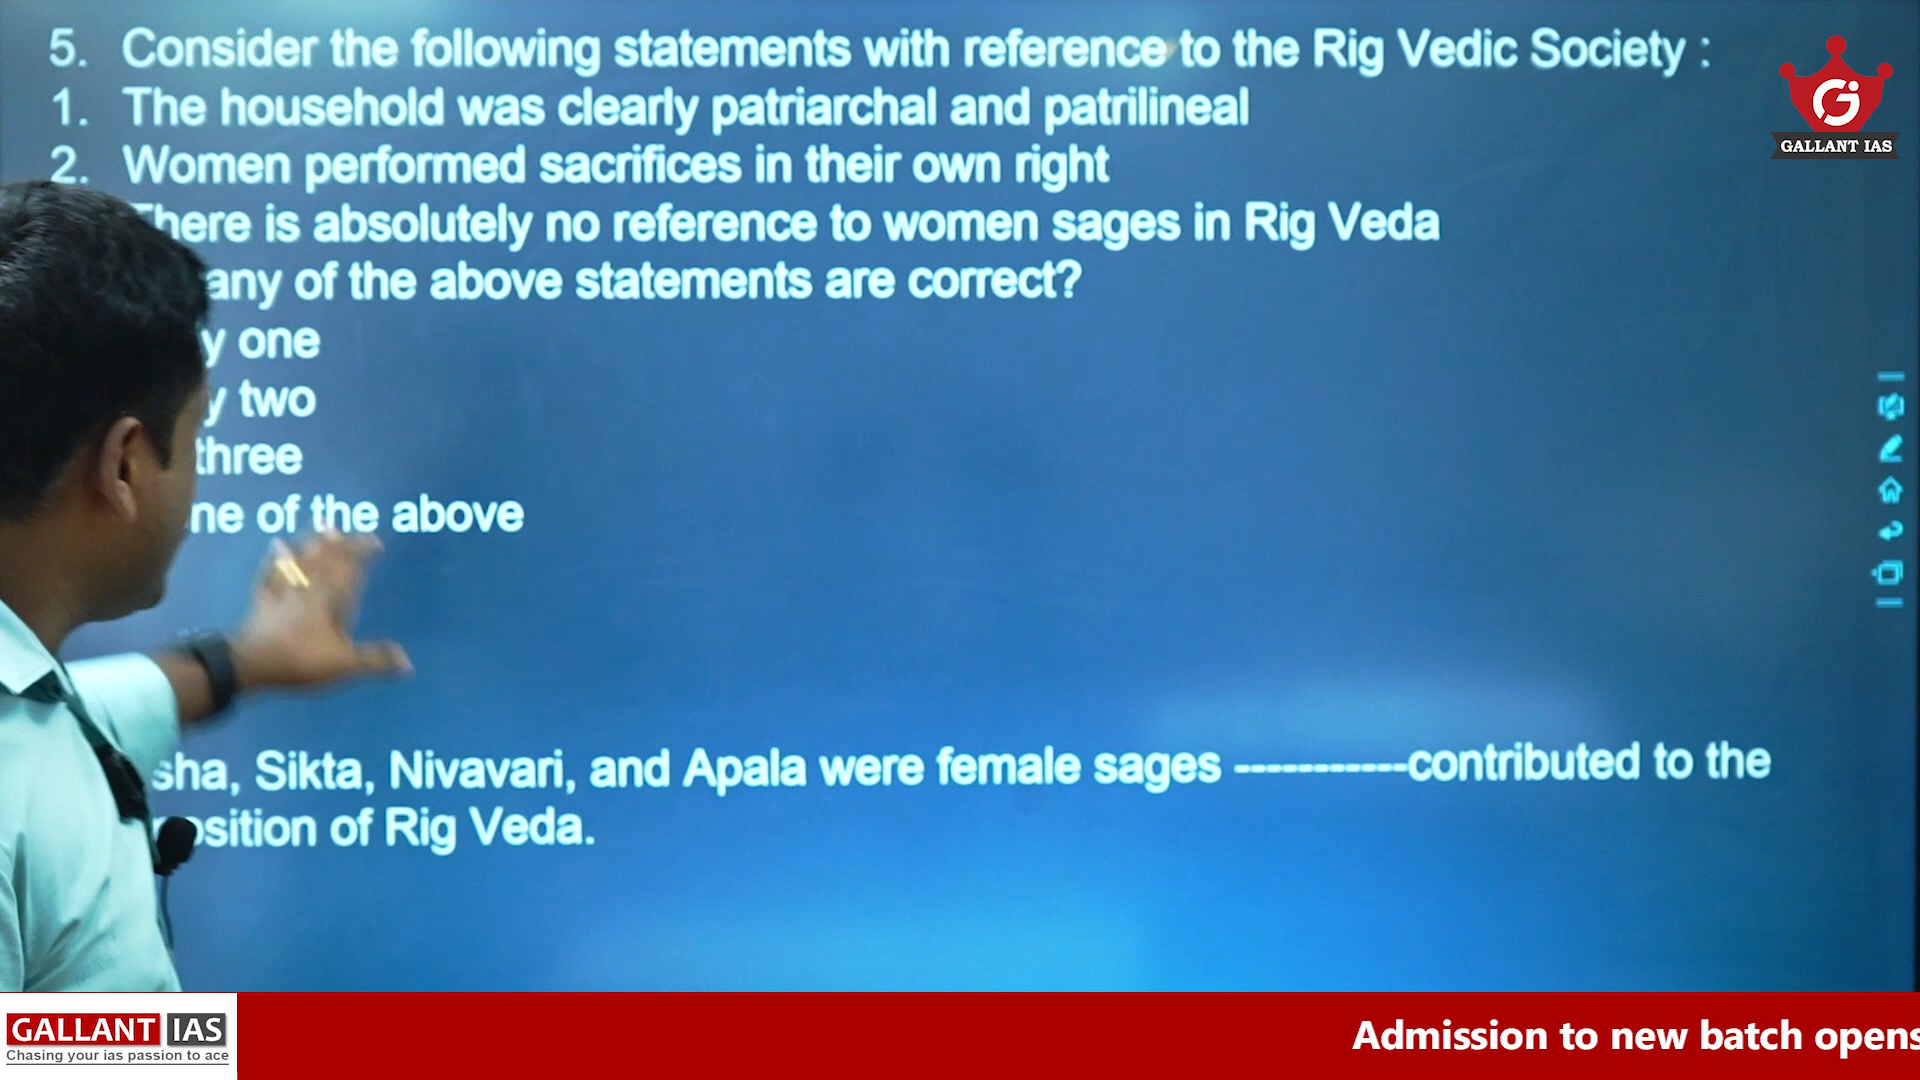 5. Consider the following statements with reference to the Rig Vedic Society :
1. The household was clearly patriarchal and patrilineal
2. Women performed sacrifices in their own right
There is absolutely no reference to women sages in Rig Veda
any of the above statements are correct?
one
two
three
of the above
Sikta, Nivavari, and Apala were female sages -----------contributed to the
of Rig Veda.
GALLANT IAS
GALLANT IAS
Chasing your ias passion to ace
Admission to new batch opens